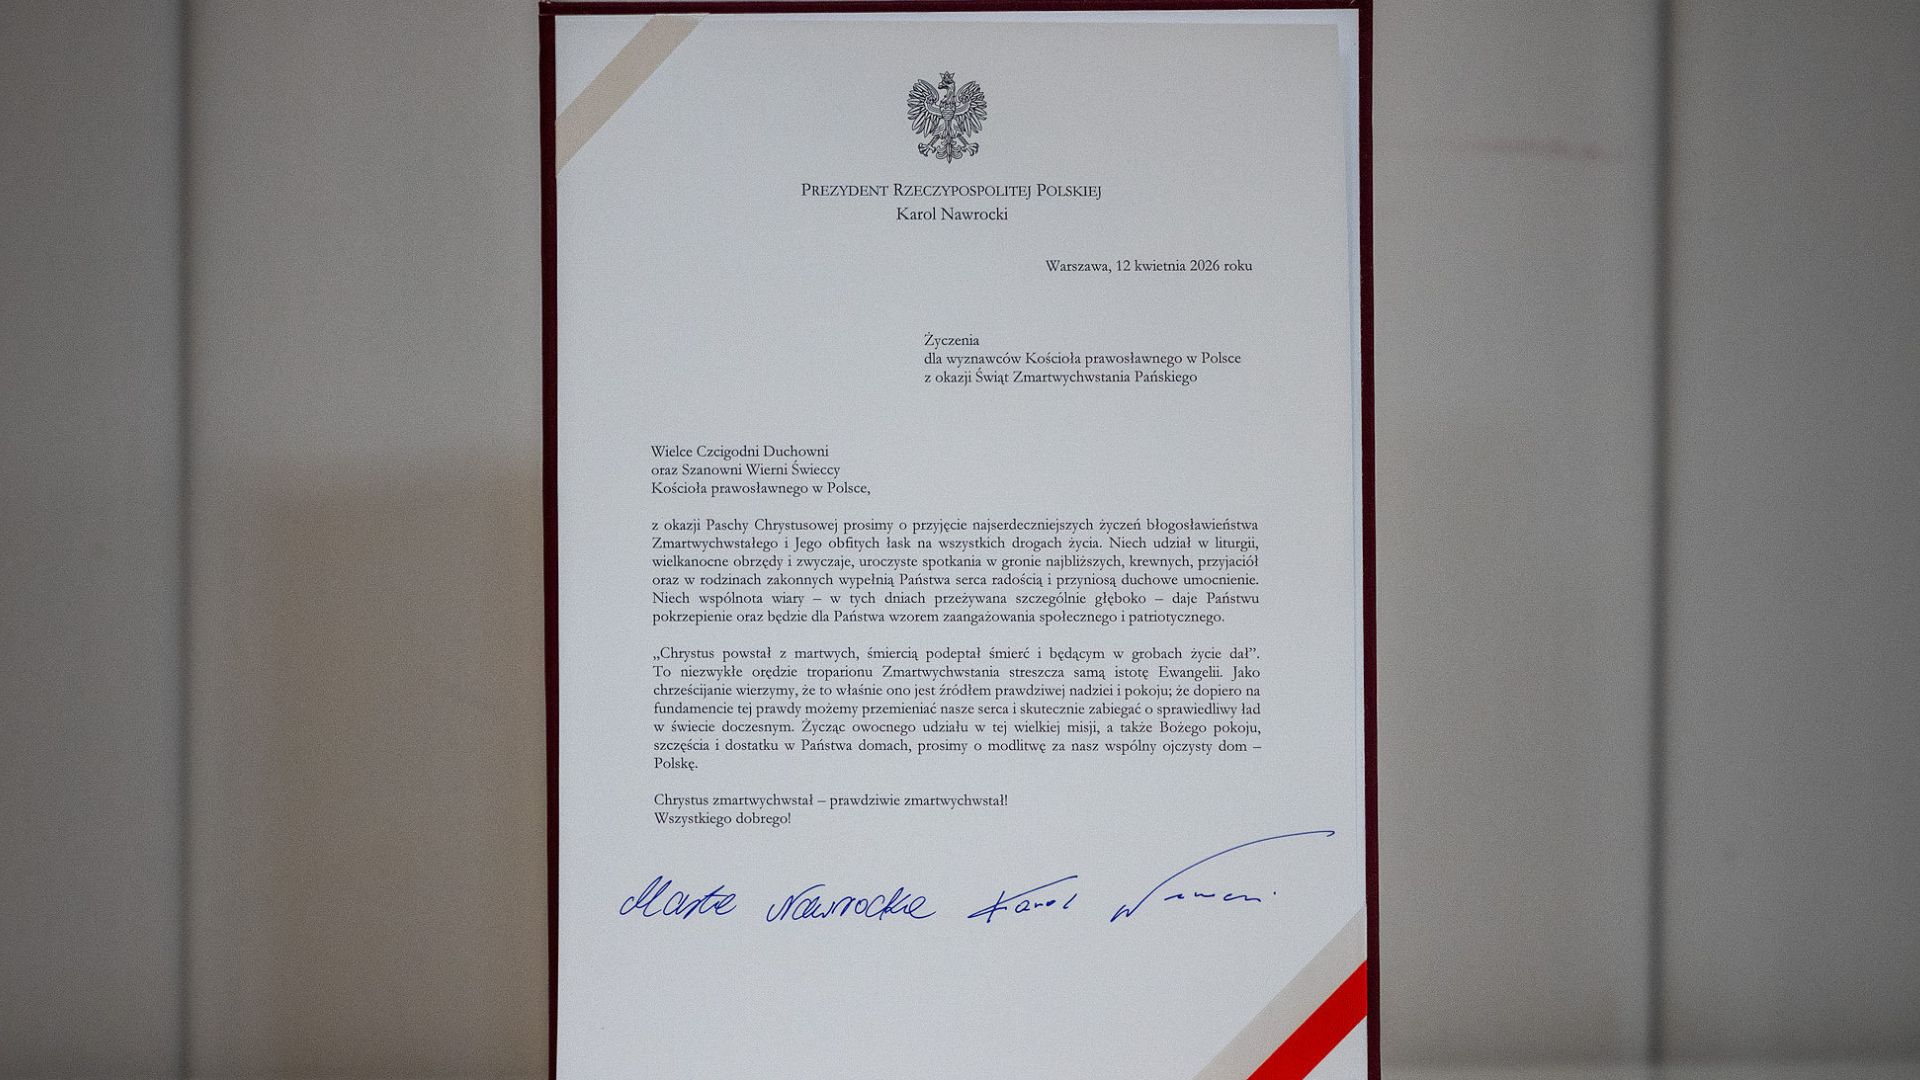 PREZYDENT RZECZYPOSPOLITEJ POLSKIEJ
Karol Nawrocki
Warszawa, 12 kwietnia 2026 roku
Życzenia
dla wyznawców Kościoła prawosławnego w Polsce
z okazji Świąt Zmartwychwstania Pańskiego
Wielce Czcigodni Duchowni
oraz Szanowni Wierni Świeccy
Kościoła prawosławnego w Polsce,
z okazji Paschy Chrystusowej prosimy o przyjęcie najserdeczniejszych życzeń błogosławieństwa
Zmartwychwstałego i Jego obfitych łask na wszystkich drogach życia. Niech udział w liturgii,
wielkanocne obrzędy i zwyczaje, uroczyste spotkania w gronie najbliższych, krewnych, przyjaciół
oraz w rodzinach zakonnych wypełnią Państwa serca radością i przyniosą duchowe umocnienie.
Niech wspólnota wiary – w tych dniach przeżywana szczególnie głęboko – daje Państwu
pokrzepienie oraz będzie dla Państwa wzorem zaangażowania społecznego i patriotycznego.
„Chrystus powstał z martwych, śmiercią podeptał śmierć i będącym w grobach życie dał”.
To niezwykłe orędzie troparionu Zmartwychwstania streszcza samą istotę Ewangelii. Jako
chrześcijanie wierzymy, że to właśnie ono jest źródłem prawdziwej nadziei i pokoju; że dopiero na
fundamencie tej prawdy możemy przemieniać nasze serca i skutecznie zabiegać o sprawiedliwy ład
w świecie doczesnym. Życząc owocnego udziału w tej wielkiej misji, a także Bożego pokoju,
szczęścia i dostatku w Państwa domach, prosimy o modlitwę za nasz wspólny ojczysty dom –
Polskę.
Chrystus zmartwychwstał – prawdziwie zmartwychwstał!
Wszystkiego dobrego!
Marta Nawrocka Karol